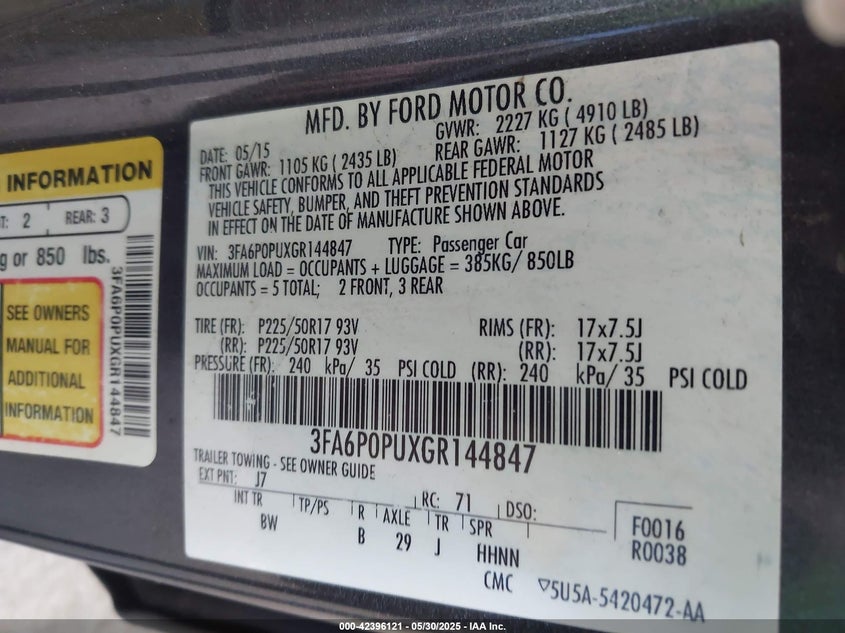 MFD. BY FORD MOTOR CO.
DATE: 05/15
GVWR: 2227 KG ( 4910 LB)
FRONT GAWR: 1105 KG ( 2435 LB)
REAR GAWR: 1127 KG ( 2485 LB)
THIS VEHICLE CONFORMS TO ALL APPLICABLE FEDERAL MOTOR
VEHICLE SAFETY, BUMPER, AND THEFT PREVENTION STANDARDS
IN EFFECT ON THE DATE OF MANUFACTURE SHOWN ABOVE.
VIN: 3FA6P0PUXGR144847 TYPE: Passenger Car
MAXIMUM LOAD = OCCUPANTS + LUGGAGE = 385KG/ 850LB
OCCUPANTS = 5 TOTAL; 2 FRONT, 3 REAR
TIRE (FR): P225/50R17 93V RIMS (FR): 17x7.5J
(RR): P225/50R17 93V (RR): 17x7.5J
PRESSURE (FR): 240 kPa/ 35 PSI COLD (RR): 240 kPa/ 35 PSI COLD
3FA6P0PUXGR144847
TRAILER TOWING - SEE OWNER GUIDE
EXT PNT: J7 RC: 71 DSO:
INT TR TP/PS R AXLE TR SPR
BW B 29 J HHNN
F0016
R0038
CMC ▽5U5A-5420472-AA
INFORMATION
2 REAR: 3
or 850 lbs.
SEE OWNERS
MANUAL FOR
ADDITIONAL
INFORMATION
3FA6P0PUXGR144847
000-42396121 - 05/30/2025 - IAA Inc.